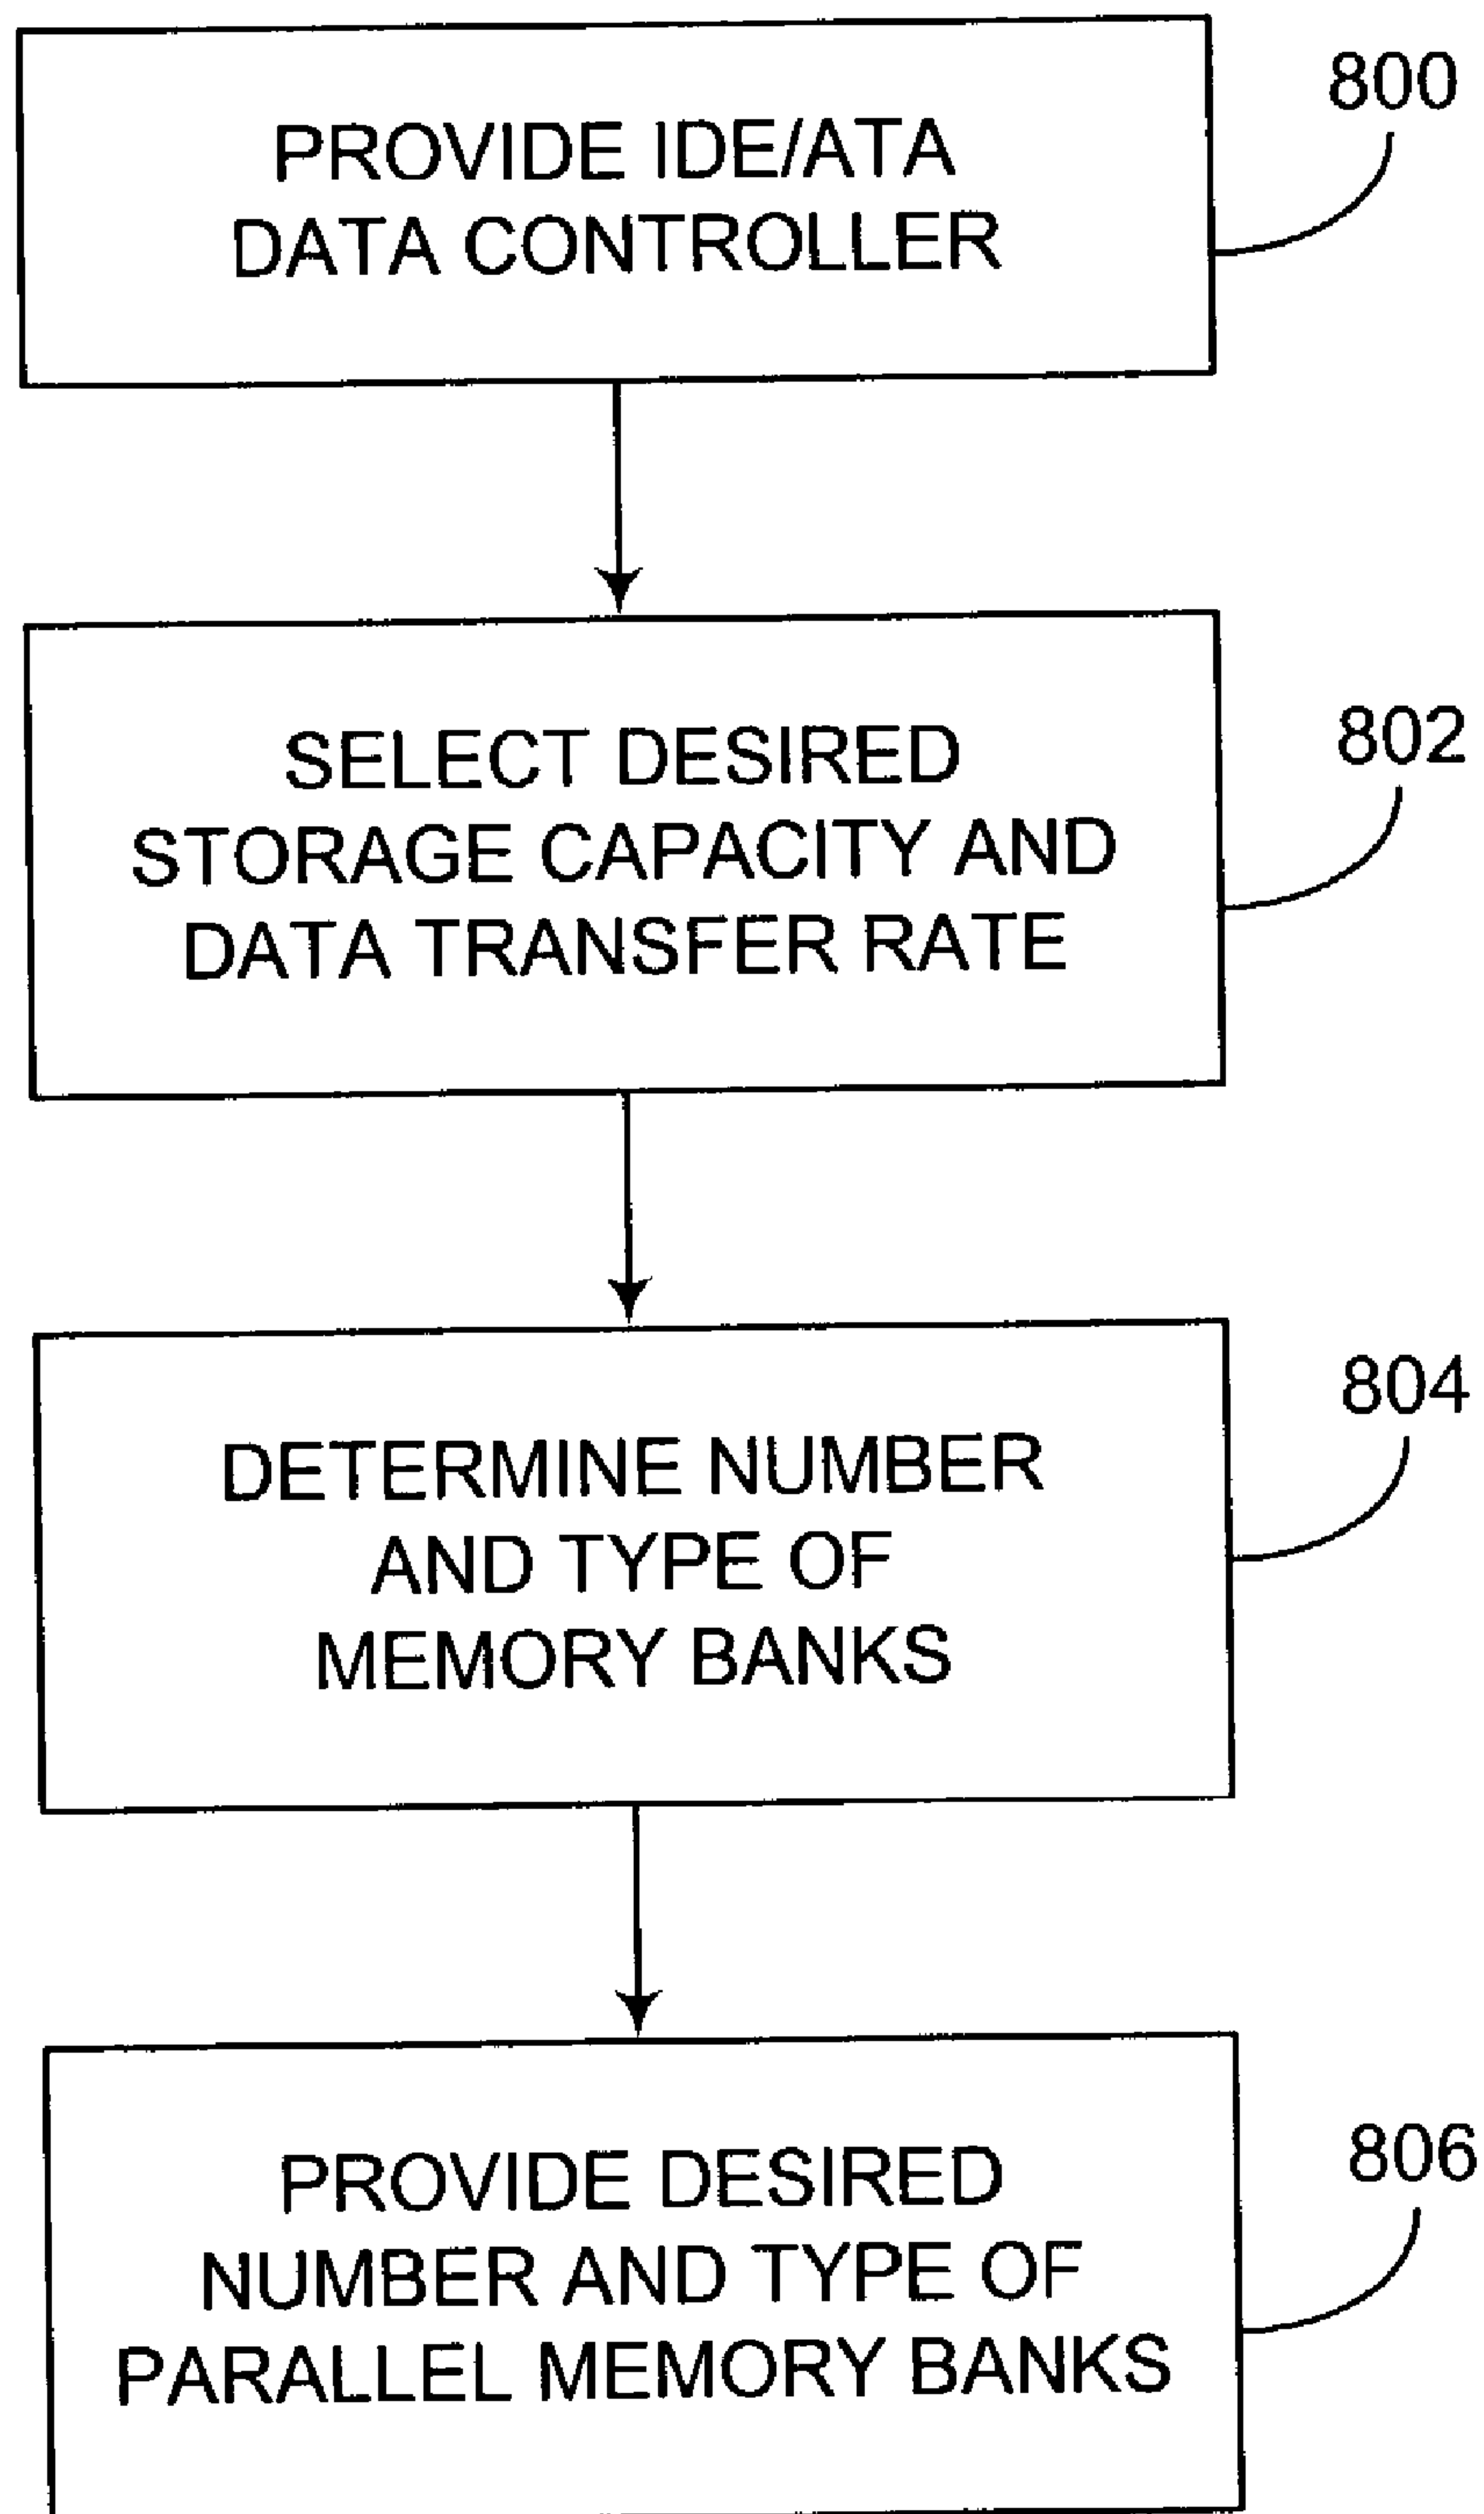 PROVIDE IDE/ATA
DATA CONTROLLER
800
SELECT DESIRED
STORAGE CAPACITY AND
DATA TRANSFER RATE
802
DETERMINE NUMBER
AND TYPE OF
MEMORY BANKS
804
PROVIDE DESIRED
NUMBER AND TYPE OF
PARALLEL MEMORY BANKS
806